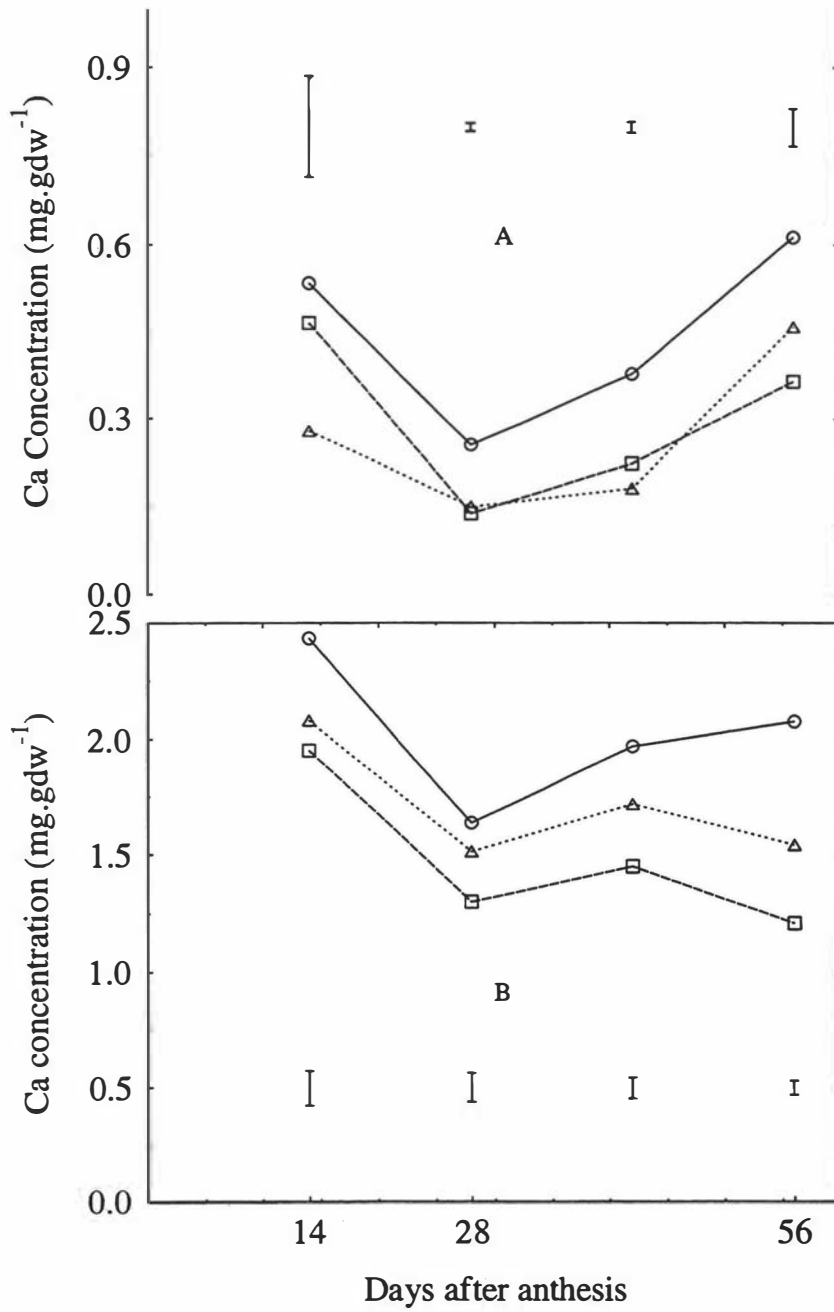 Ca Concentration (mg.gdw⁻¹)
0.9
0.6
0.3
0.0
A
Ca concentration (mg.gdw⁻¹)
2.5
2.0
1.5
1.0
0.5
0.0
B
14 28 56
Days after anthesis